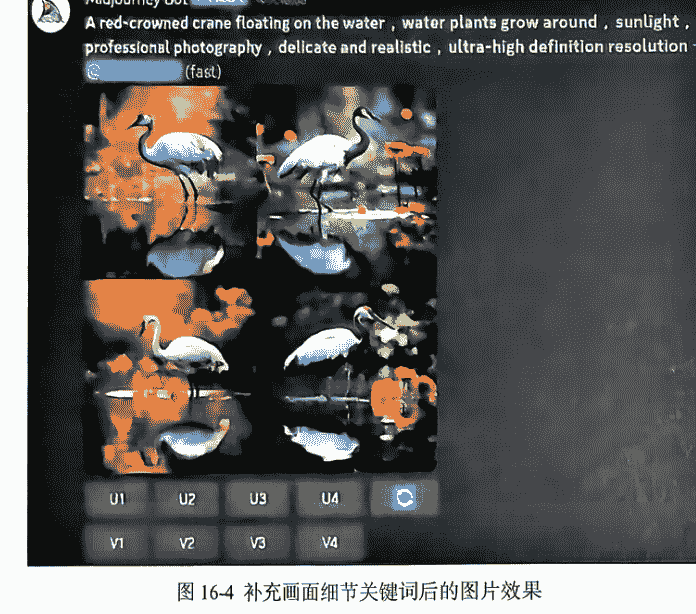 Midjourney Bot
A red-crowned crane floating on the water , water plants grow around , sunlight ,
professional photography , delicate and realistic , ultra-high definition resolution -
@ (fast)
U1 U2 U3 U4
V1 V2 V3 V4
图 16-4 补充画面细节关键词后的图片效果